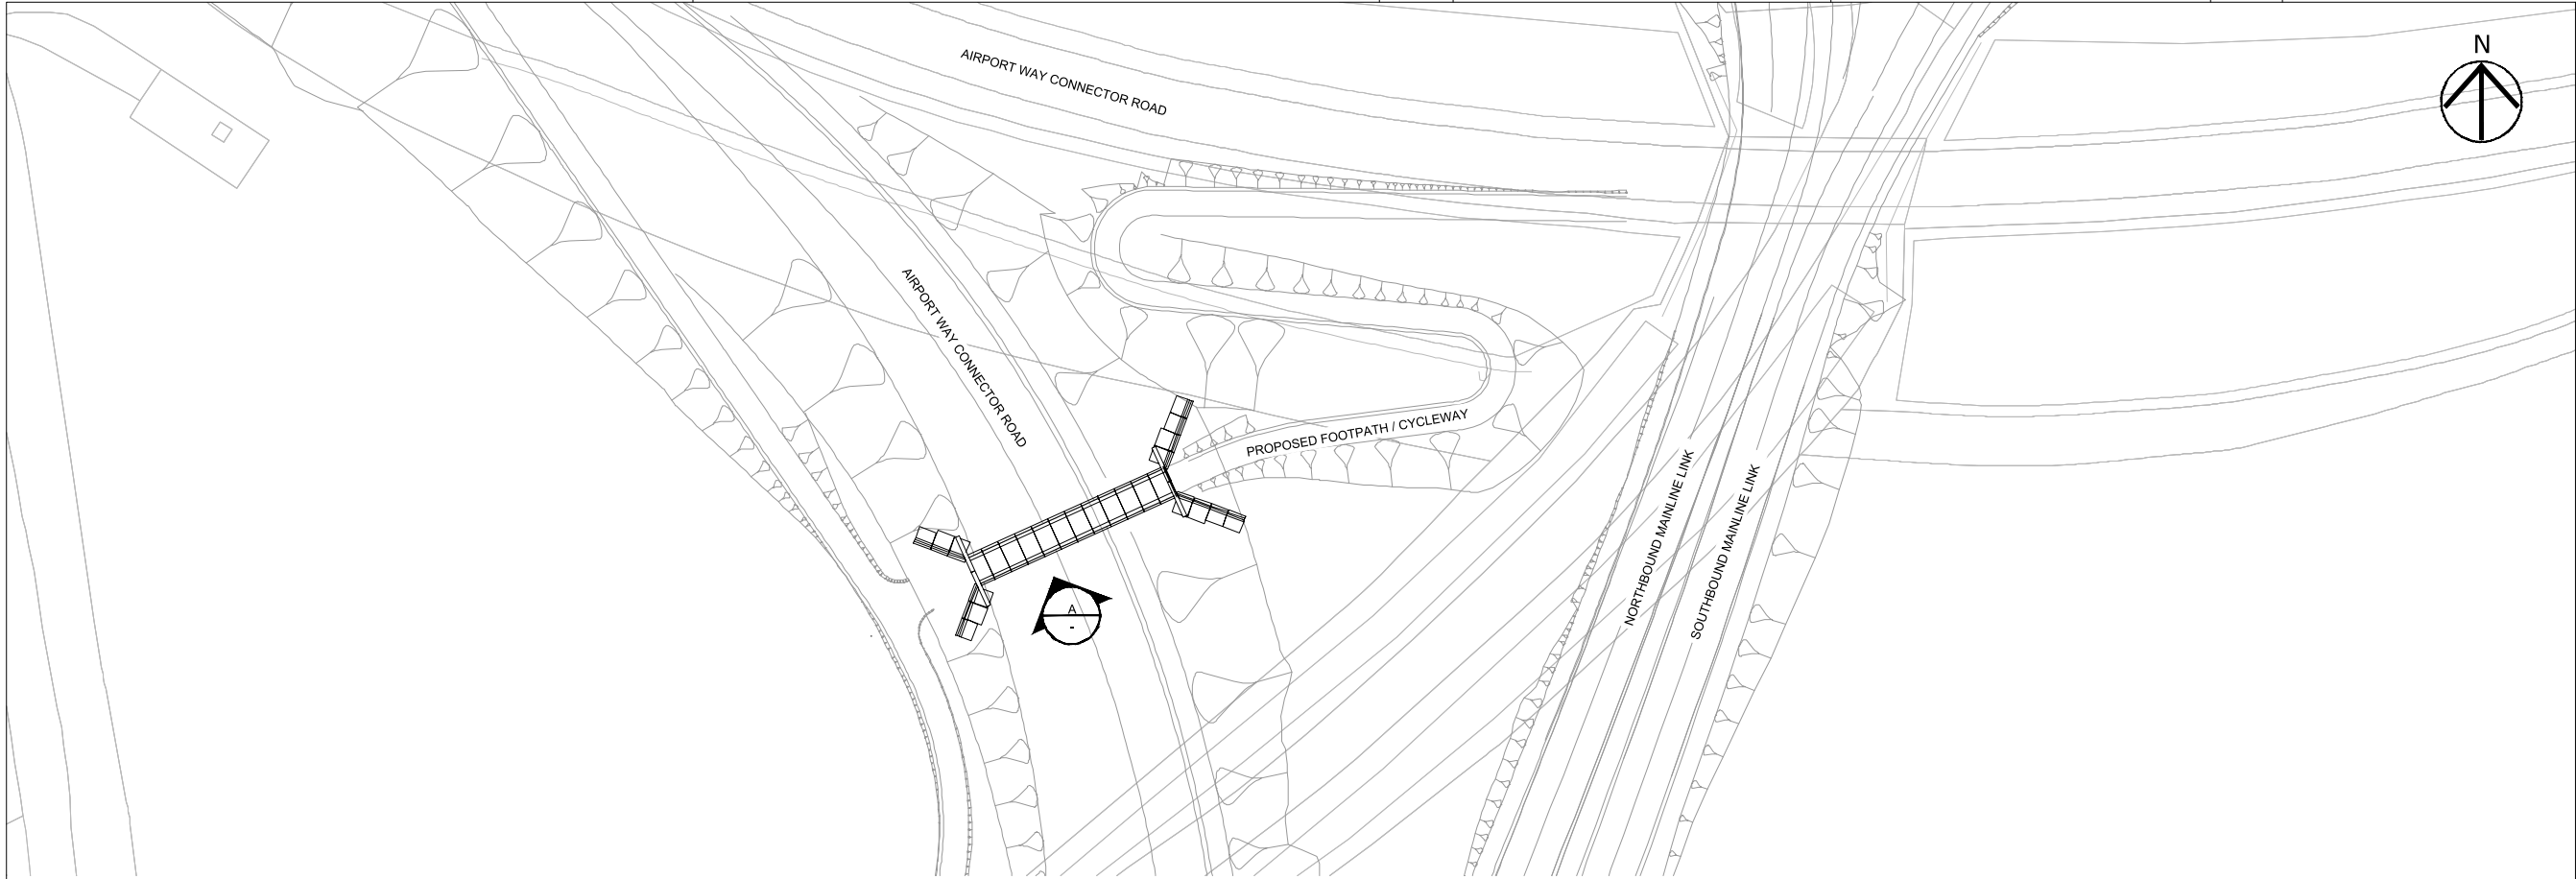 N
AIRPORT WAY CONNECTOR ROAD
AIRPORT WAY CONNECTOR ROAD
PROPOSED FOOTPATH / CYCLEWAY
NORTHBOUND MAINLINE LINK
SOUTHBOUND MAINLINE LINK
A
-